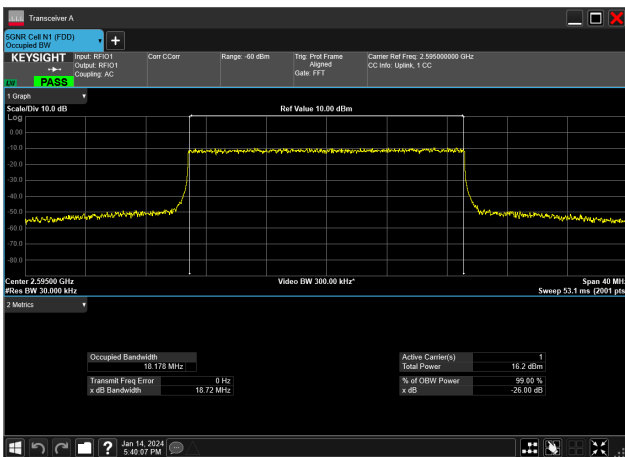 Transceiver A
5GNR Cell N1 (FDD)
Occupied BW
+
KEYSIGHT
PASS
Input: RFIO1
Output: RFIO1
Coupling: AC
Corr CCorr
Range: -60 dBm
Trig: Prot Frame
Aligned
Gate: FFT
Carrier Ref Freq: 2.595000000 GHz
CC Info: Uplink, 1 CC
1 Graph
Scale/Div 10.0 dB
Ref Value 10.00 dBm
Log
0.00
-10.0
-20.0
-30.0
-40.0
-50.0
-60.0
-70.0
-80.0
Center 2.59500 GHz
Video BW 300.00 kHz*
Span 40 MHz
#Res BW 30.000 kHz
Sweep 53.1 ms (2001 pts
2 Metrics
Occupied Bandwidth
18.178 MHz
Transmit Freq Error 0 Hz
x dB Bandwidth 18.72 MHz
Active Carrier(s) 1
Total Power 16.2 dBm
% of OBW Power 99.00 %
x dB -26.00 dB
?
Jan 14, 2024
5:40:07 PM